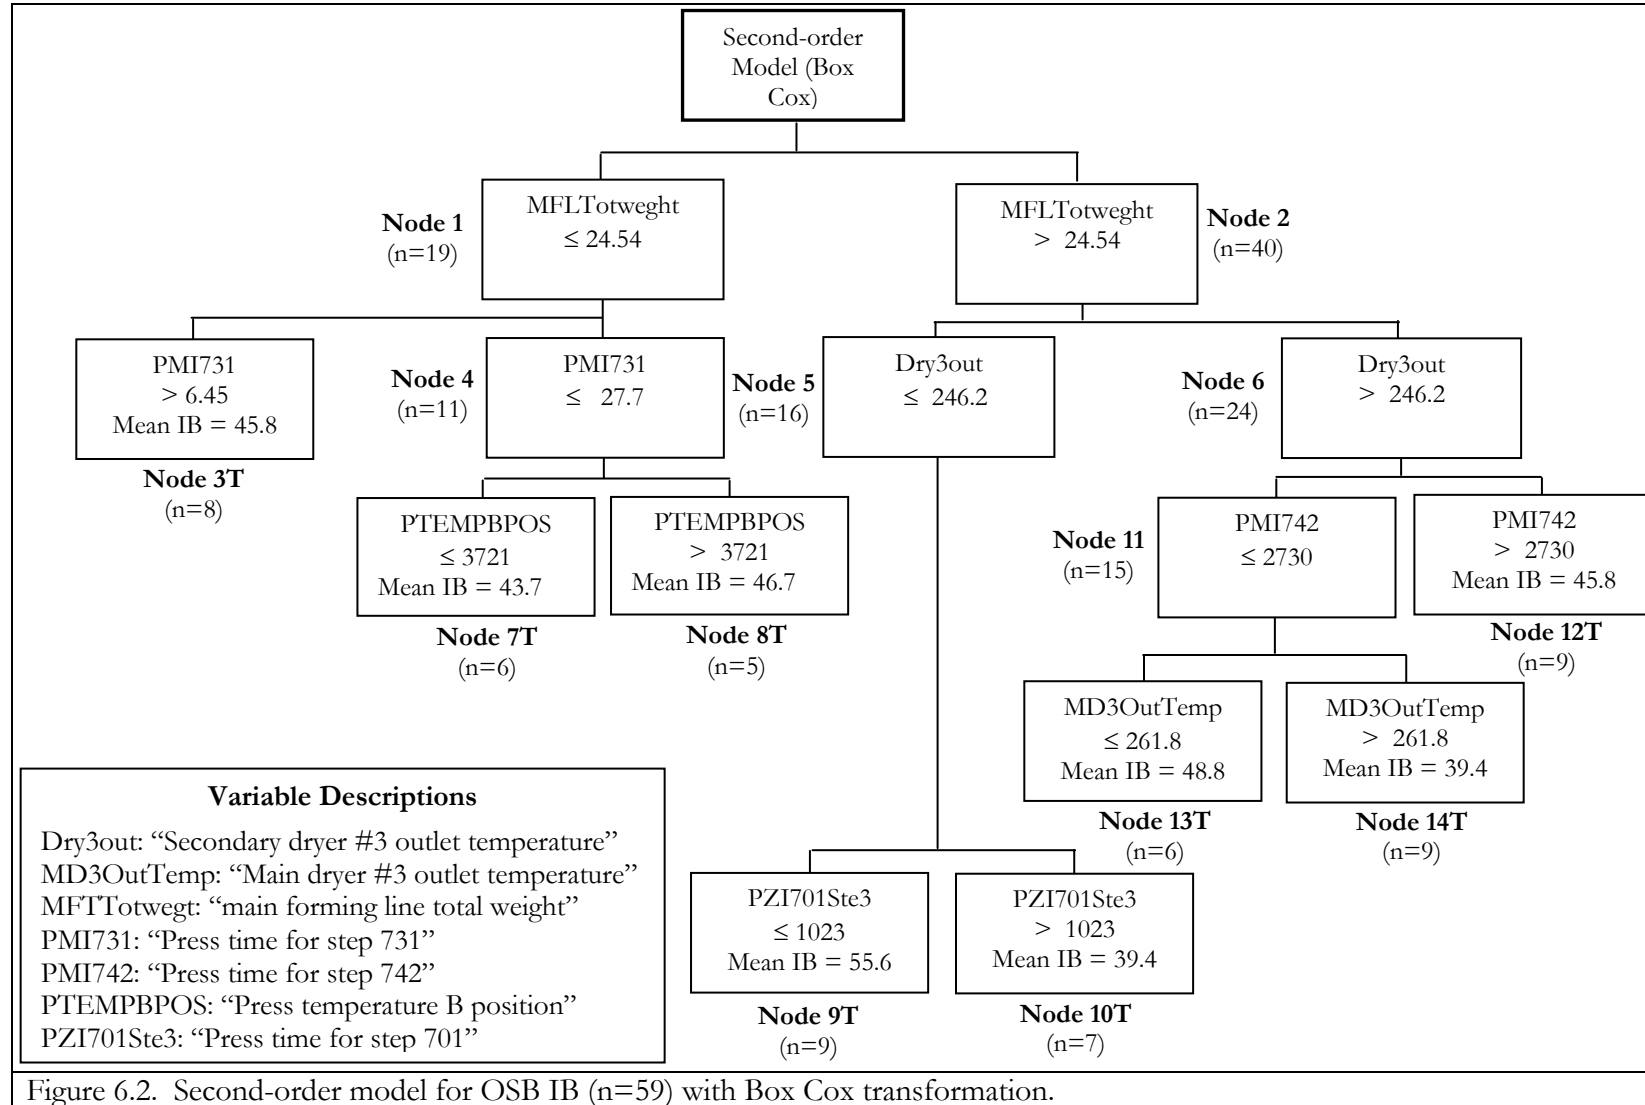 Second-order
Model (Box
Cox)
Node 1
(n=19)
MFLTotweght
≤ 24.54
MFLTotweght
> 24.54
Node 2
(n=40)
PMI731
> 6.45
Mean IB = 45.8
Node 3T
(n=8)
Node 4
(n=11)
PMI731
≤ 27.7
Node 5
(n=16)
Dry3out
≤ 246.2
Node 6
(n=24)
Dry3out
> 246.2
PTEMPBPOS
≤ 3721
Mean IB = 43.7
Node 7T
(n=6)
PTEMPBPOS
> 3721
Mean IB = 46.7
Node 8T
(n=5)
Node 11
(n=15)
PMI742
≤ 2730
PMI742
> 2730
Mean IB = 45.8
Node 12T
(n=9)
MD3OutTemp
≤ 261.8
Mean IB = 48.8
Node 13T
(n=6)
MD3OutTemp
> 261.8
Mean IB = 39.4
Node 14T
(n=9)
PZI701Ste3
≤ 1023
Mean IB = 55.6
Node 9T
(n=9)
PZI701Ste3
> 1023
Mean IB = 39.4
Node 10T
(n=7)
Variable Descriptions
Dry3out: “Secondary dryer #3 outlet temperature”
MD3OutTemp: “Main dryer #3 outlet temperature”
MFTTotwegt: “main forming line total weight”
PMI731: “Press time for step 731”
PMI742: “Press time for step 742”
PTEMPBPOS: “Press temperature B position”
PZI701Ste3: “Press time for step 701”
Figure 6.2. Second-order model for OSB IB (n=59) with Box Cox transformation.